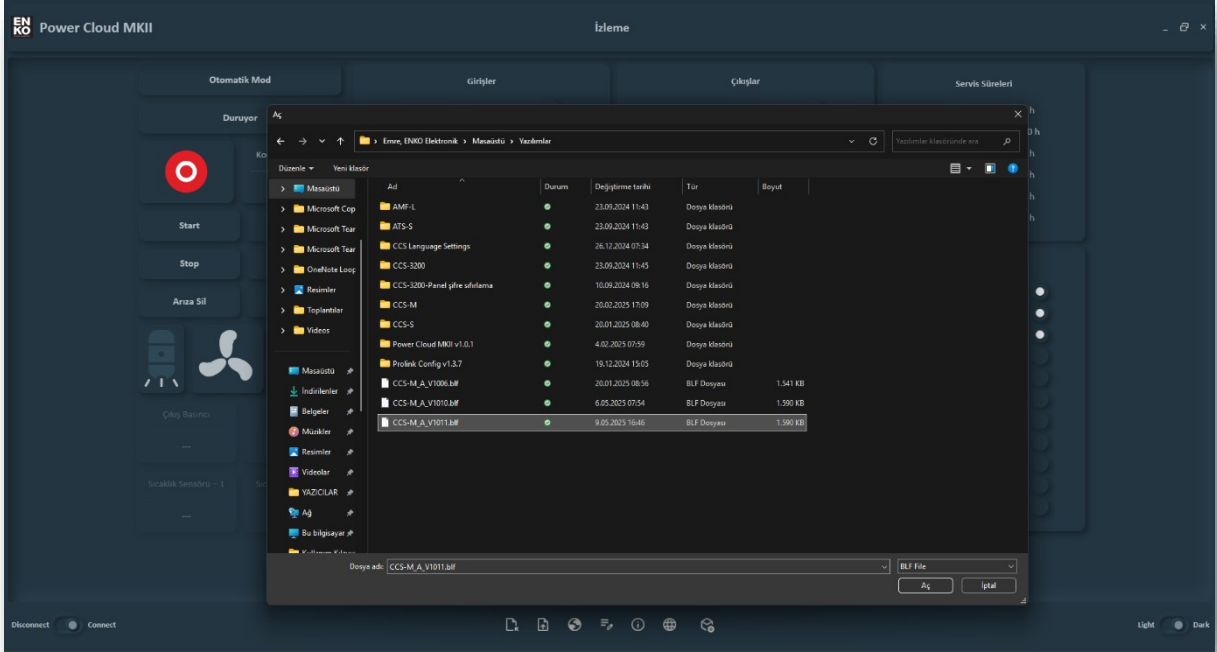 EN
KO
Power Cloud MKII
İzleme
Otomatik Mod
Girişler
Çıkışlar
Servis Süreleri
Duruyor
Start
Stop
Arıza Sil
Çıkış Basıncı
---
Sıcaklık Sensörü - 1
---
h
0 h
h
h
h
h
Aç
Emre, ENKO Elektronik > Masaüstü > Yazılımlar
Yazılımlar klasöründe ara
Düzenle
Yeni klasör
Masaüstü
Microsoft Cop
Microsoft Tear
Microsoft Tear
OneNote Loop
Resimler
Toplantılar
Videos
Masaüstü
İndirilenler
Belgeler
Müzikler
Resimler
Videolar
YAZICILAR
Ağ
Bu bilgisayar
Ad Durum Değiştirme tarihi Tür Boyut
AMF-L 23.09.2024 11:43 Dosya klasörü
ATS-S 23.09.2024 11:43 Dosya klasörü
CCS Language Settings 26.12.2024 07:34 Dosya klasörü
CCS-3200 23.09.2024 11:45 Dosya klasörü
CCS-3200-Panel şifre sıfırlama 10.09.2024 09:16 Dosya klasörü
CCS-M 20.02.2025 17:09 Dosya klasörü
CCS-S 20.01.2025 08:40 Dosya klasörü
Power Cloud MKII v1.0.1 4.02.2025 07:59 Dosya klasörü
Prolink Config v1.3.7 19.12.2024 15:05 Dosya klasörü
CCS-M_A_V1006.blf 20.01.2025 08:56 BLF Dosyası 1.541 KB
CCS-M_A_V1010.blf 6.05.2025 07:54 BLF Dosyası 1.590 KB
CCS-M_A_V1011.blf 9.05.2025 16:46 BLF Dosyası 1.590 KB
Dosya adı: CCS-M_A_V1011.blf
BLF File
Aç
İptal
Disconnect
Connect
Light
Dark